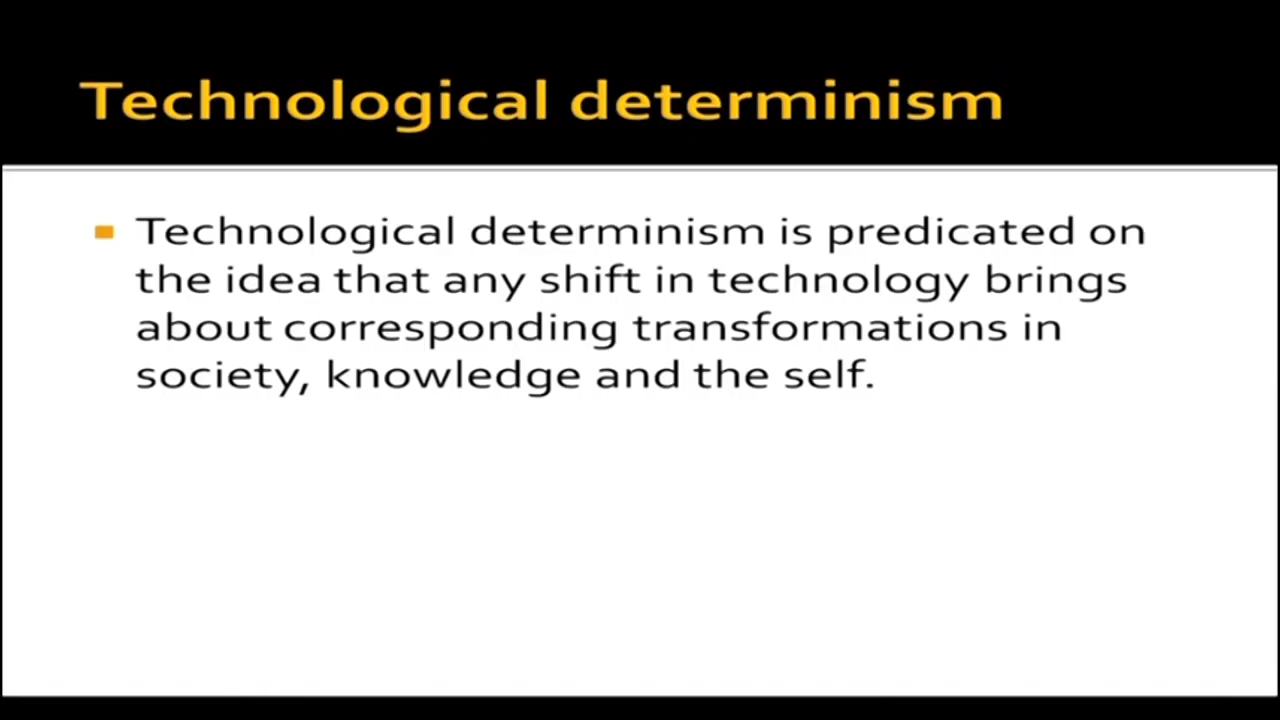 Technological determinism
Technological determinism is predicated on
the idea that any shift in technology brings
about corresponding transformations in
society, knowledge and the self.